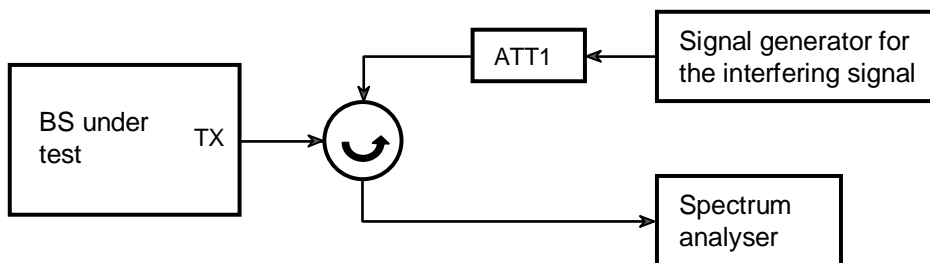 ATT1
Signal generator for
the interfering signal
BS under
test
TX
Spectrum
analyser